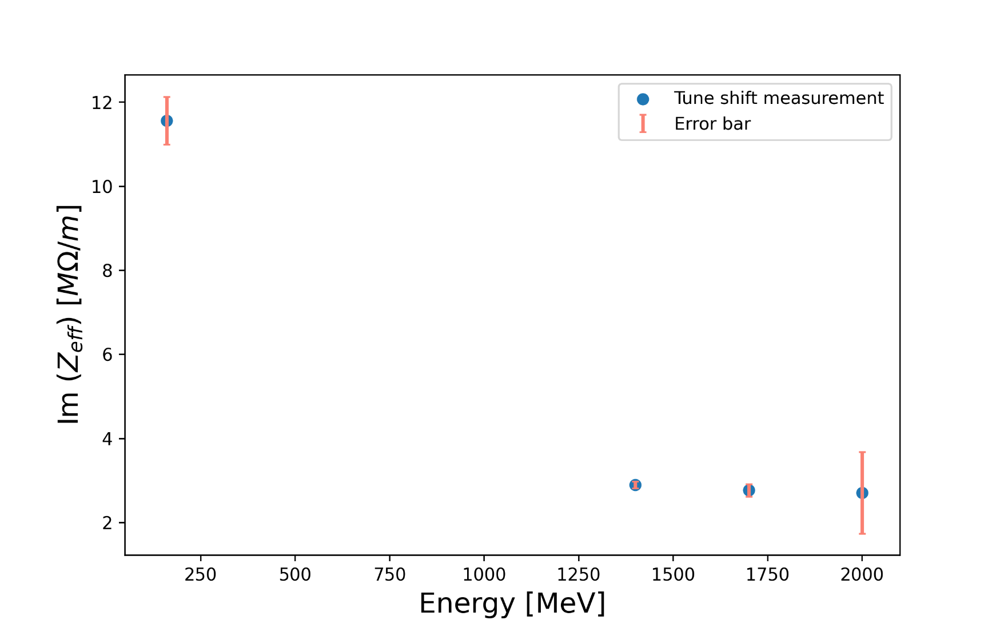 Tune shift measurement
Error bar
12
10
8
6
4
2
Im (Z_eff) [MΩ/m]
250 500 750 1000 1250 1500 1750 2000
Energy [MeV]